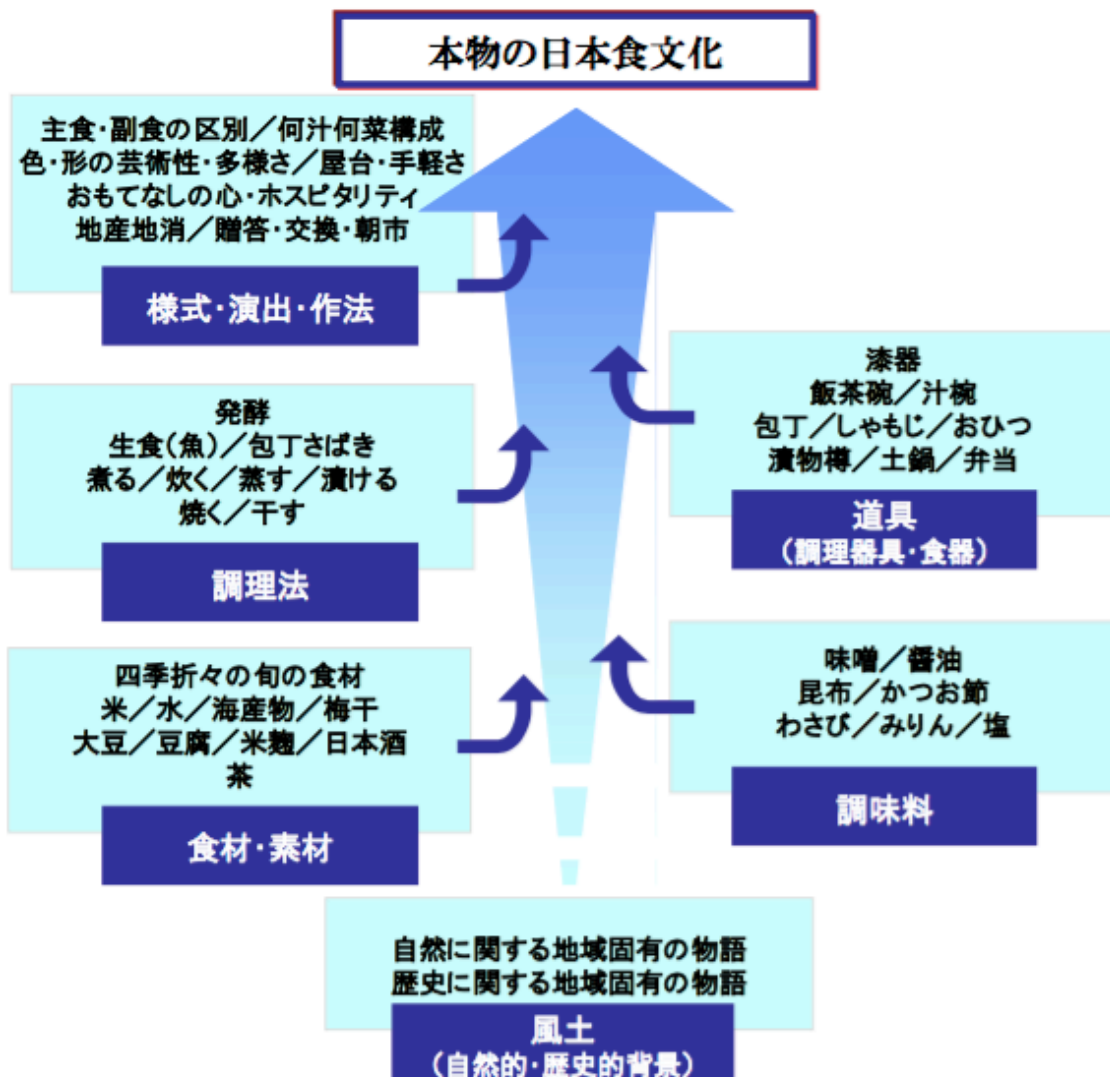 本物の日本食文化
主食・副食の区別／何汁何菜構成
色・形の芸術性・多様さ／屋台・手軽さ
おもてなしの心・ホスピタリティ
地産地消／贈答・交換・朝市
様式・演出・作法
発酵
生食（魚）／包丁さばき
煮る／炊く／蒸す／漬ける
焼く／干す
調理法
四季折々の旬の食材
米／水／海産物／梅干
大豆／豆腐／米麹／日本酒
茶
食材・素材
漆器
飯茶碗／汁椀
包丁／しゃもじ／おひつ
漬物樽／土鍋／弁当
道具
（調理器具・食器）
味噌／醤油
昆布／かつお節
わさび／みりん／塩
調味料
自然に関する地域固有の物語
歴史に関する地域固有の物語
風土
（自然的・歴史的背景）